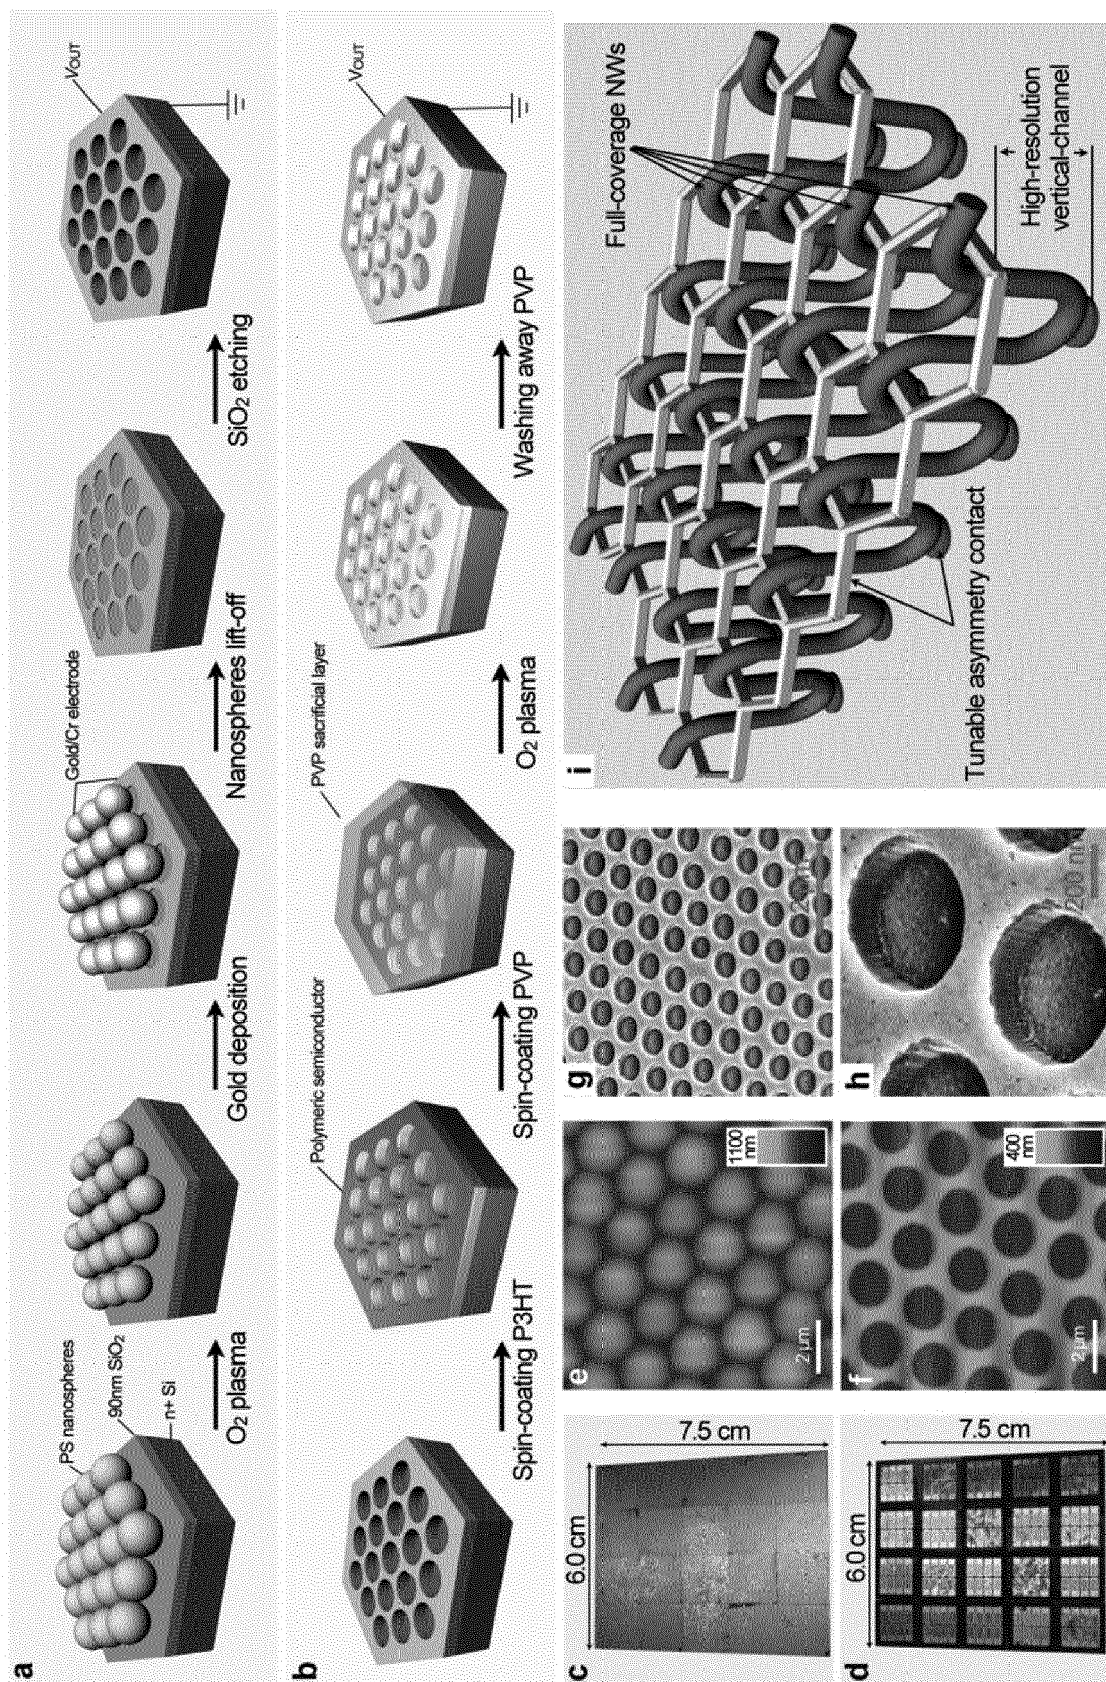 a
PS nanospheres
90nm SiO₂
n+ Si
O₂ plasma
Gold deposition
Gold/Cr electrode
Nanospheres lift-off
SiO₂ etching
VOUT
b
Spin-coating P3HT
Polymeric semiconductor
Spin-coating PVP
PVP sacrificial layer
O₂ plasma
Washing away PVP
VOUT
c
6.0 cm
7.5 cm
d
6.0 cm
7.5 cm
e
2 µm
1100
nm
f
2 µm
400
nm
g
2 µm
h
200 nm
i
Full-coverage NWs
Tunable asymmetry contact
High-resolution
vertical-channel